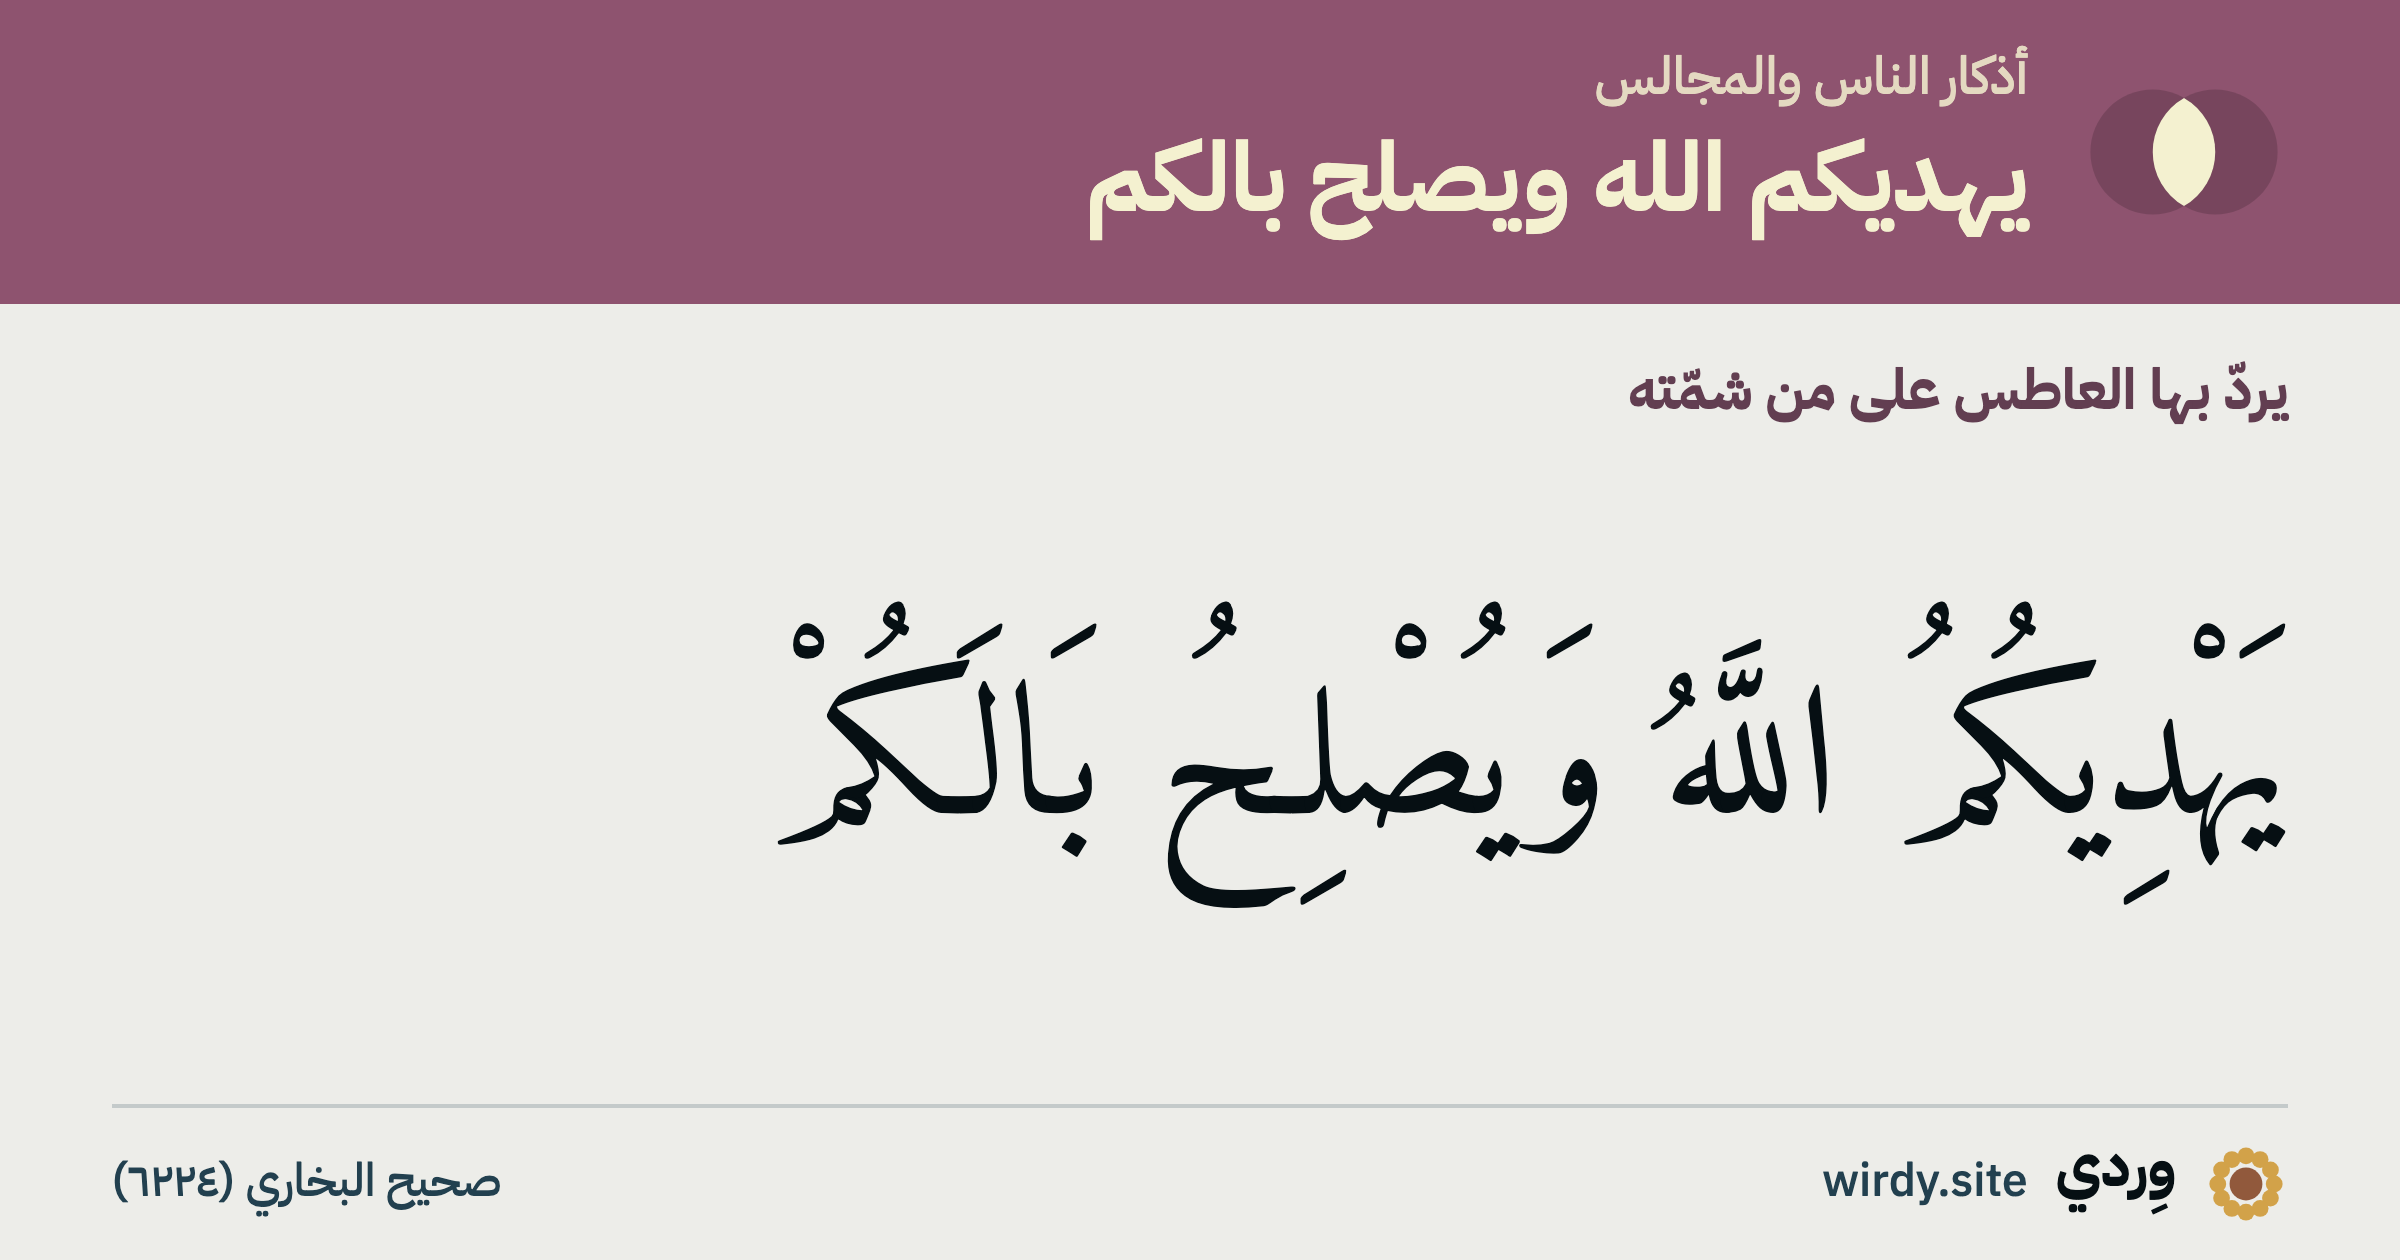 أذكار الناس والمجالس
يهديكم الله ويصلح بالكم
يردّ بها العاطس على من شمّته
يَهْدِيكُمُ اللَّهُ وَيُصْلِحُ بَالَكُمْ
وِردي wirdy.site
صحيح البخاري (٦٢٢٤)